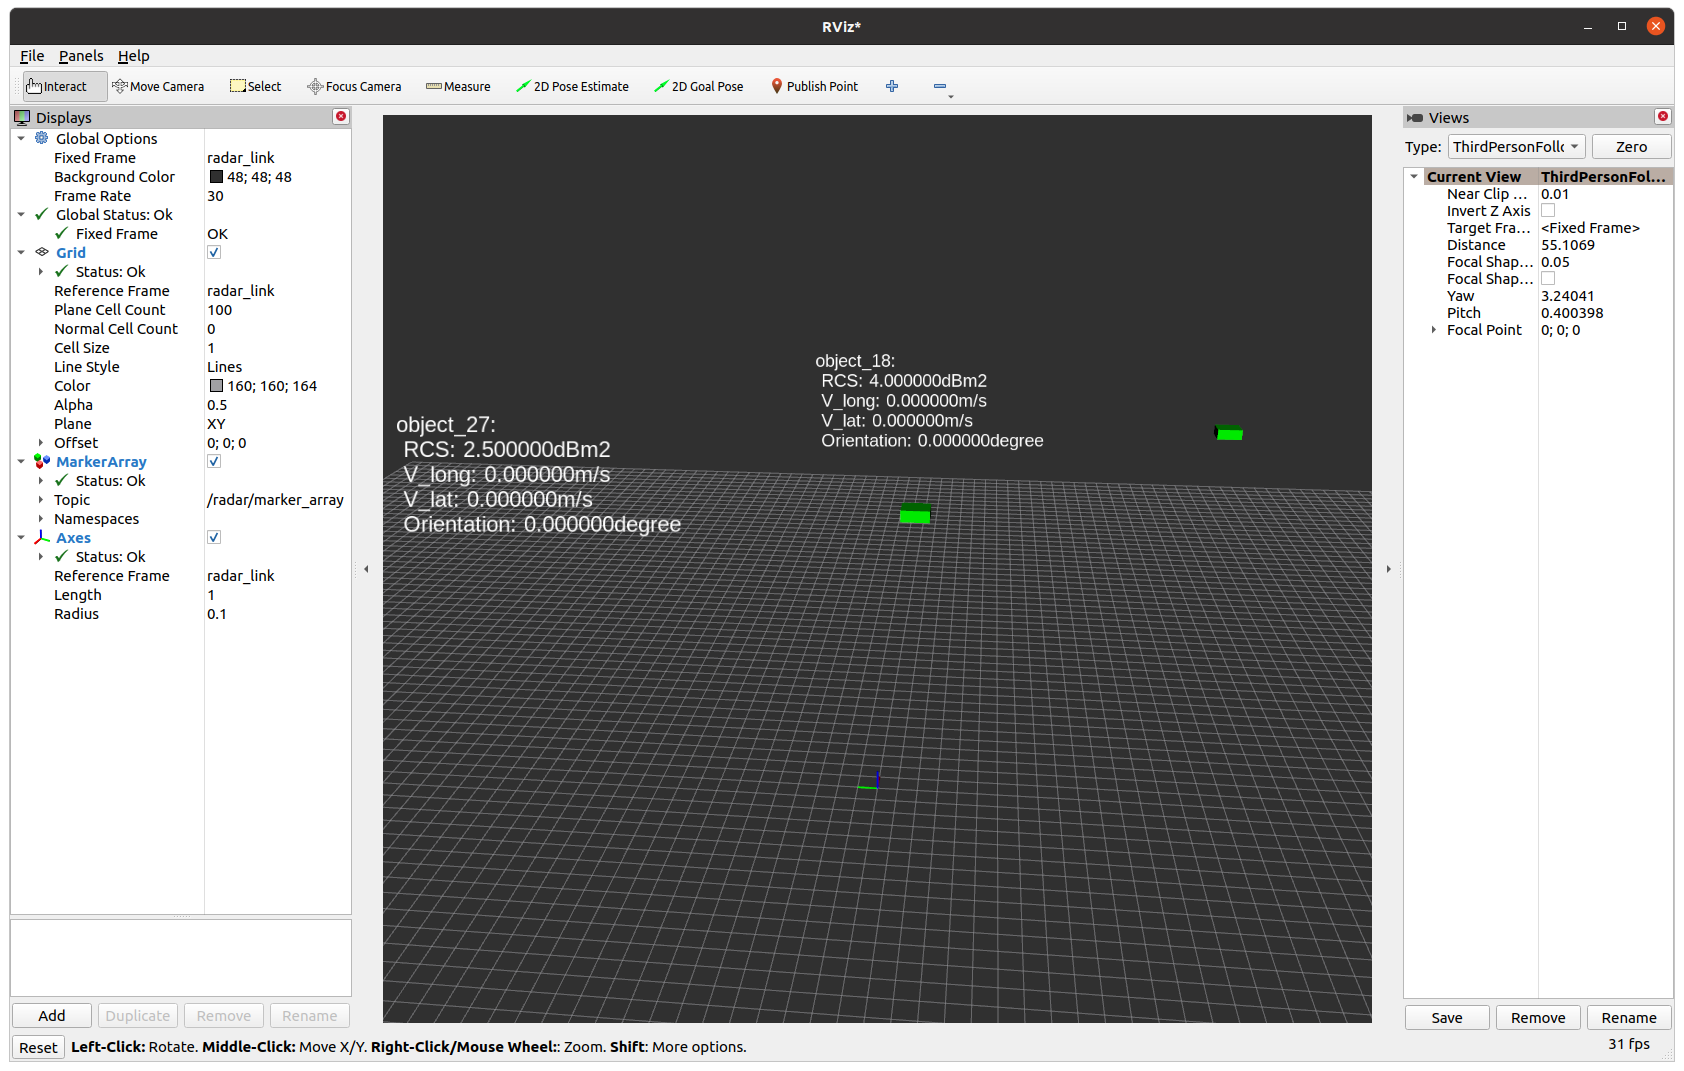 RViz*
File Panels Help
Interact Move Camera Select Focus Camera Measure 2D Pose Estimate 2D Goal Pose Publish Point
Displays
Global Options
Fixed Frame radar_link
Background Color 48; 48; 48
Frame Rate 30
Global Status: Ok
Fixed Frame OK
Grid
Status: Ok
Reference Frame radar_link
Plane Cell Count 100
Normal Cell Count 0
Cell Size 1
Line Style Lines
Color 160; 160; 164
Alpha 0.5
Plane XY
Offset 0; 0; 0
MarkerArray
Status: Ok
Topic /radar/marker_array
Namespaces
Axes
Status: Ok
Reference Frame radar_link
Length 1
Radius 0.1
Add Duplicate Remove Rename
object_27:
RCS: 2.500000dBm2
V_long: 0.000000m/s
V_lat: 0.000000m/s
Orientation: 0.000000degree
object_18:
RCS: 4.000000dBm2
V_long: 0.000000m/s
V_lat: 0.000000m/s
Orientation: 0.000000degree
Views
Type: ThirdPersonFoll Zero
Current View ThirdPersonFol...
Near Clip ... 0.01
Invert Z Axis
Target Fra... <Fixed Frame>
Distance 55.1069
Focal Shap... 0.05
Focal Shap...
Yaw 3.24041
Pitch 0.400398
Focal Point 0; 0; 0
Save Remove Rename
Reset Left-Click: Rotate. Middle-Click: Move X/Y. Right-Click/Mouse Wheel:: Zoom. Shift: More options.
31 fps